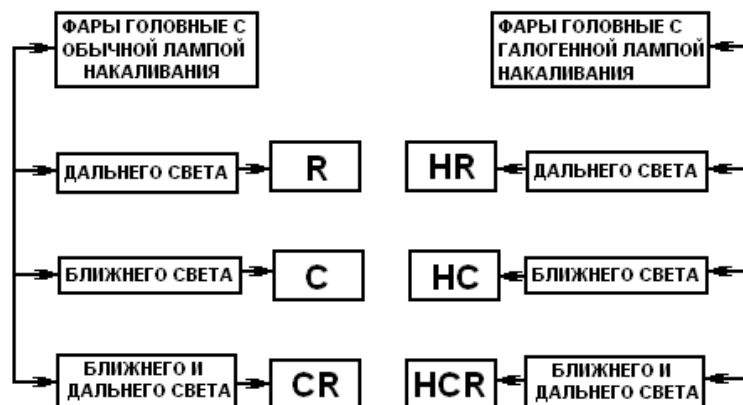 ФАРЫ ГОЛОВНЫЕ С
ОБЫЧНОЙ ЛАМПОЙ
НАКАЛИВАНИЯ
ФАРЫ ГОЛОВНЫЕ С
ГАЛОГЕННОЙ ЛАМПОЙ
НАКАЛИВАНИЯ
ДАЛЬНЕГО СВЕТА
R
HR
ДАЛЬНЕГО СВЕТА
БЛИЖНЕГО СВЕТА
C
HC
БЛИЖНЕГО СВЕТА
БЛИЖНЕГО И
ДАЛЬНЕГО СВЕТА
CR
HCR
БЛИЖНЕГО И
ДАЛЬНЕГО СВЕТА